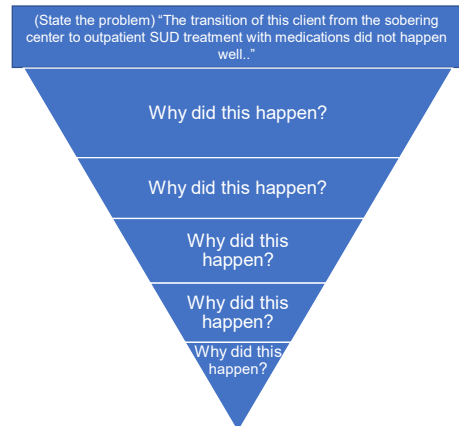 (State the problem) “The transition of this client from the sobering
center to outpatient SUD treatment with medications did not happen
well..”
Why did this happen?
Why did this happen?
Why did this
happen?
Why did this
happen?
Why did this
happen?